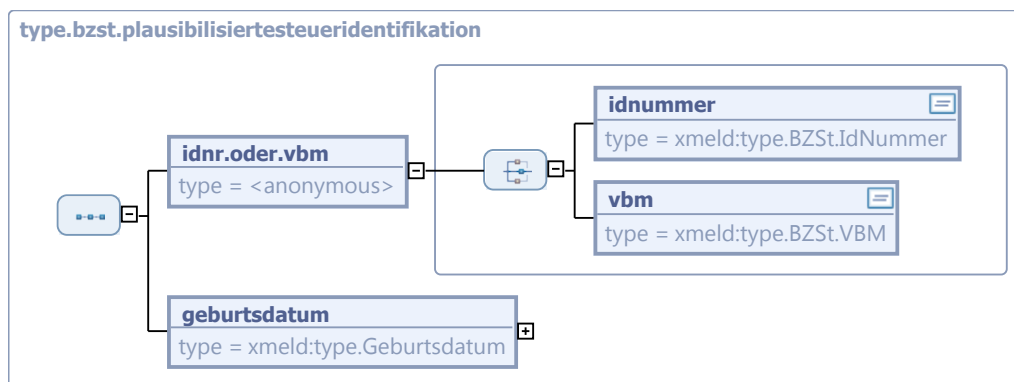 type.bzst.plausibilisiertesteueridentifikation
idnr.oder.vbm
type = <anonymous>
idnummer
type = xmeld:type.BZSt.IdNummer
vbm
type = xmeld:type.BZSt.VBM
geburtsdatum
type = xmeld:type.Geburtsdatum